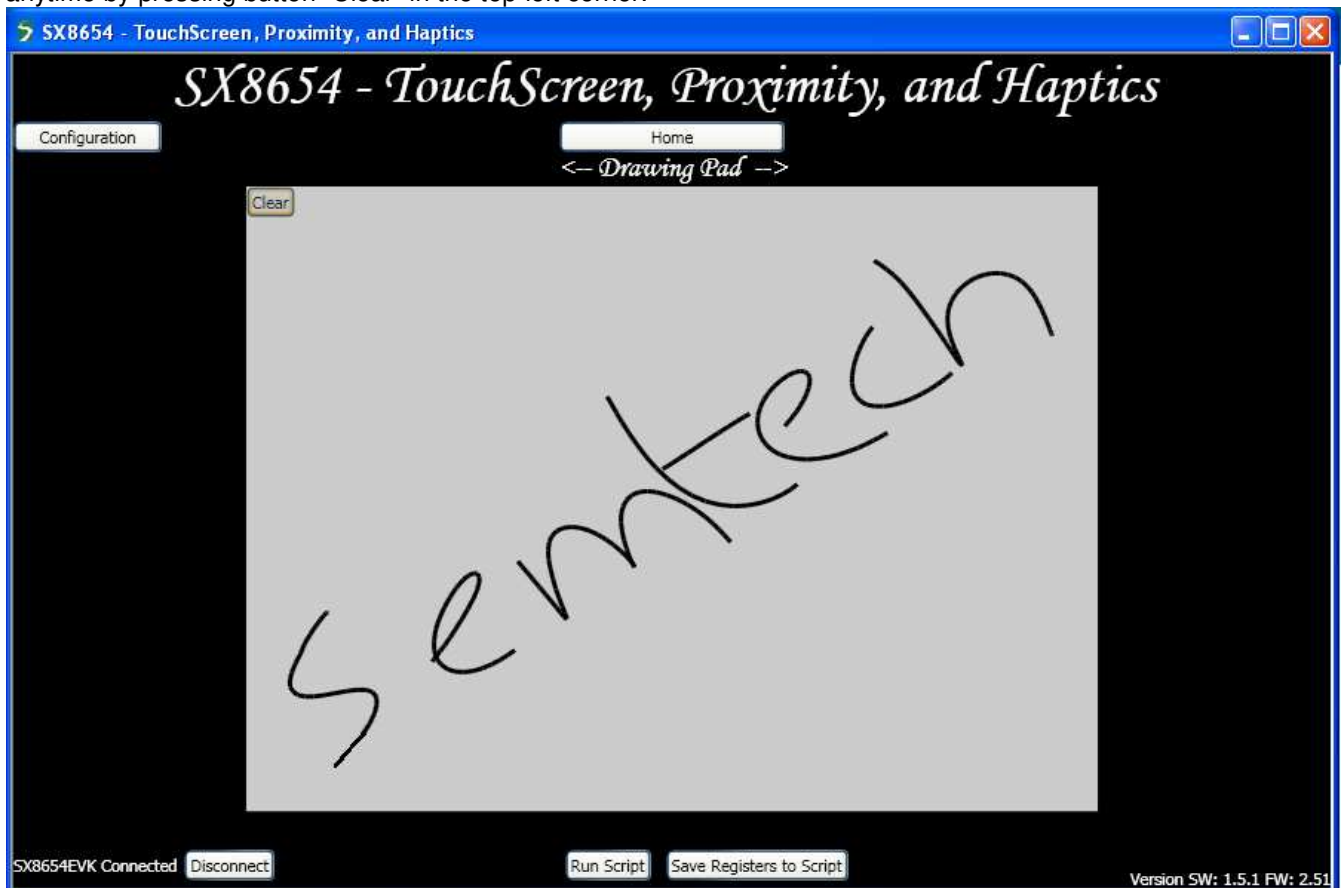 anytime by pressing button "Clear" in the top left corner.
SX8654 - TouchScreen, Proximity, and Haptics
SX8654 - TouchScreen, Proximity, and Haptics
Configuration
Home
<-- Drawing Pad -->
Clear
semtech
SX8654EVK Connected
Disconnect
Run Script
Save Registers to Script
Version SW: 1.5.1 FW: 2.51